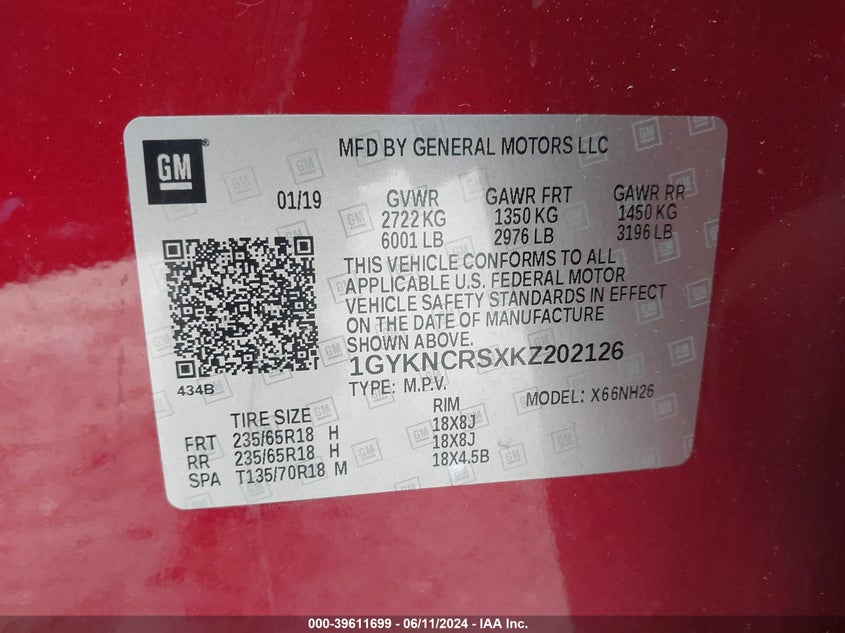 GM
MFD BY GENERAL MOTORS LLC
01/19
GVWR GAWR FRT GAWR RR
2722 KG 1350 KG 1450 KG
6001 LB 2976 LB 3196 LB
THIS VEHICLE CONFORMS TO ALL
APPLICABLE U.S. FEDERAL MOTOR
VEHICLE SAFETY STANDARDS IN EFFECT
ON THE DATE OF MANUFACTURE
SHOWN ABOVE.
1GYKNCRSXKZ202126
434B
TYPE: M.P.V. MODEL: X66NH26
TIRE SIZE RIM
FRT 235/65R18 H 18X8J
RR 235/65R18 H 18X8J
SPA T135/70R18 M 18X4.5B
000-39611699 - 06/11/2024 - IAA Inc.